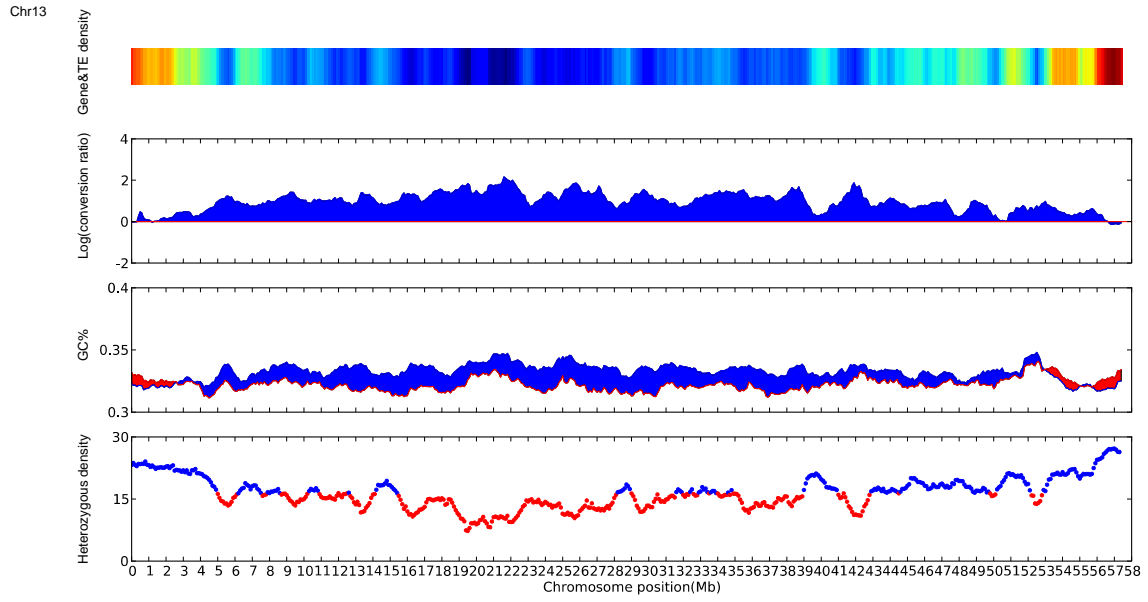 Chr13
Gene&TE density
Log(conversion ratio)
4
2
0
-2
GC%
0.4
0.35
0.3
Heterozygous density
30
15
0
0 1 2 3 4 5 6 7 8 9 10 11 12 13 14 15 16 17 18 19 20 21 22 23 24 25 26 27 28 29 30 31 32 33 34 35 36 37 38 39 40 41 42 43 44 45 46 47 48 49 50 51 52 53 54 55 56 57 58
Chromosome position(Mb)